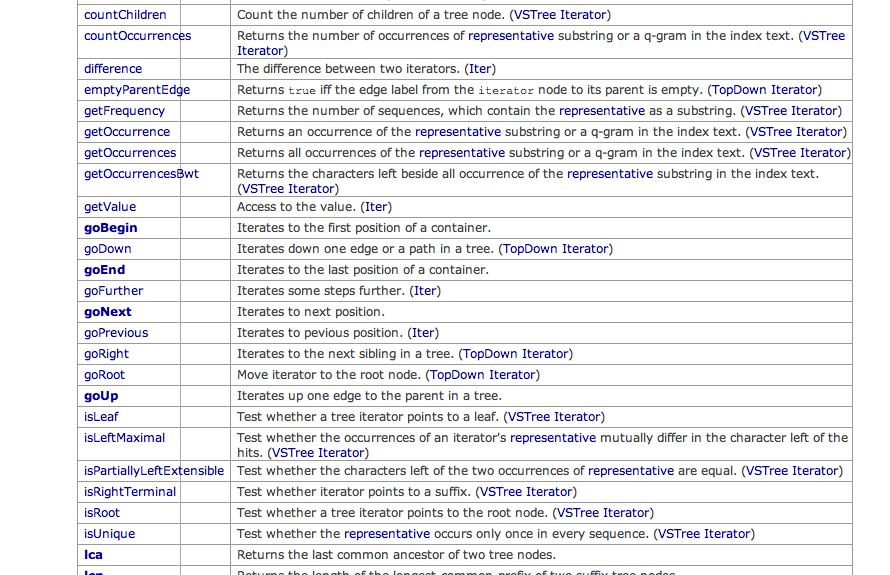 countChildren Count the number of children of a tree node. (VSTree Iterator)
countOccurrences Returns the number of occurrences of representative substring or a q-gram in the index text. (VSTree
Iterator)
difference The difference between two iterators. (Iter)
emptyParentEdge Returns true iff the edge label from the iterator node to its parent is empty. (TopDown Iterator)
getFrequency Returns the number of sequences, which contain the representative as a substring. (VSTree Iterator)
getOccurrence Returns an occurrence of the representative substring or a q-gram in the index text. (VSTree Iterator)
getOccurrences Returns all occurrences of the representative substring or a q-gram in the index text. (VSTree Iterator)
getOccurrencesBwt Returns the characters left beside all occurrence of the representative substring in the index text.
(VSTree Iterator)
getValue Access to the value. (Iter)
goBegin Iterates to the first position of a container.
goDown Iterates down one edge or a path in a tree. (TopDown Iterator)
goEnd Iterates to the last position of a container.
goFurther Iterates some steps further. (Iter)
goNext Iterates to next position.
goPrevious Iterates to pevious position. (Iter)
goRight Iterates to the next sibling in a tree. (TopDown Iterator)
goRoot Move iterator to the root node. (TopDown Iterator)
goUp Iterates up one edge to the parent in a tree.
isLeaf Test whether a tree iterator points to a leaf. (VSTree Iterator)
isLeftMaximal Test whether the occurrences of an iterator's representative mutually differ in the character left of the
hits. (VSTree Iterator)
isPartiallyLeftExtensible Test whether the characters left of the two occurrences of representative are equal. (VSTree Iterator)
isRightTerminal Test whether iterator points to a suffix. (VSTree Iterator)
isRoot Test whether a tree iterator points to the root node. (VSTree Iterator)
isUnique Test whether the representative occurs only once in every sequence. (VSTree Iterator)
lca Returns the last common ancestor of two tree nodes.
lcp Returns the length of the longest-common-prefix of two suffix tree nodes.